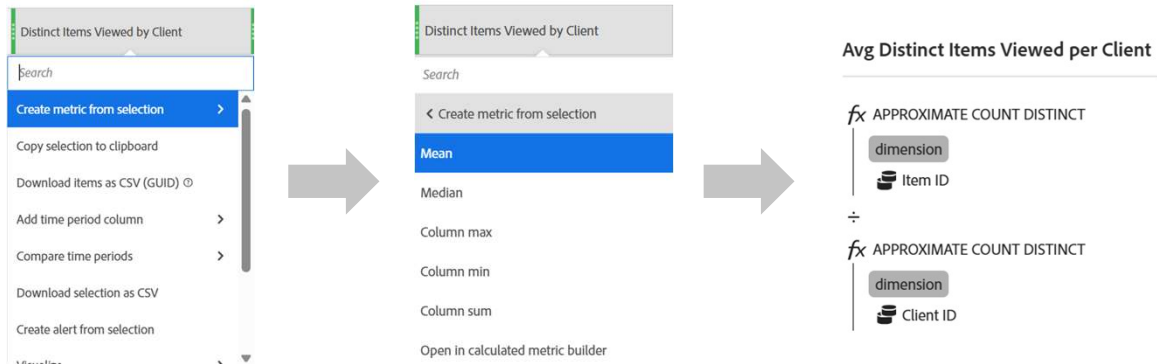 Distinct Items Viewed by Client
Search
Create metric from selection
Copy selection to clipboard
Download items as CSV (GUID)
Add time period column
Compare time periods
Download selection as CSV
Create alert from selection
Visualize
Distinct Items Viewed by Client
Search
Create metric from selection
Mean
Median
Column max
Column min
Column sum
Open in calculated metric builder
Avg Distinct Items Viewed per Client
fx APPROXIMATE COUNT DISTINCT
dimension
Item ID
÷
fx APPROXIMATE COUNT DISTINCT
dimension
Client ID